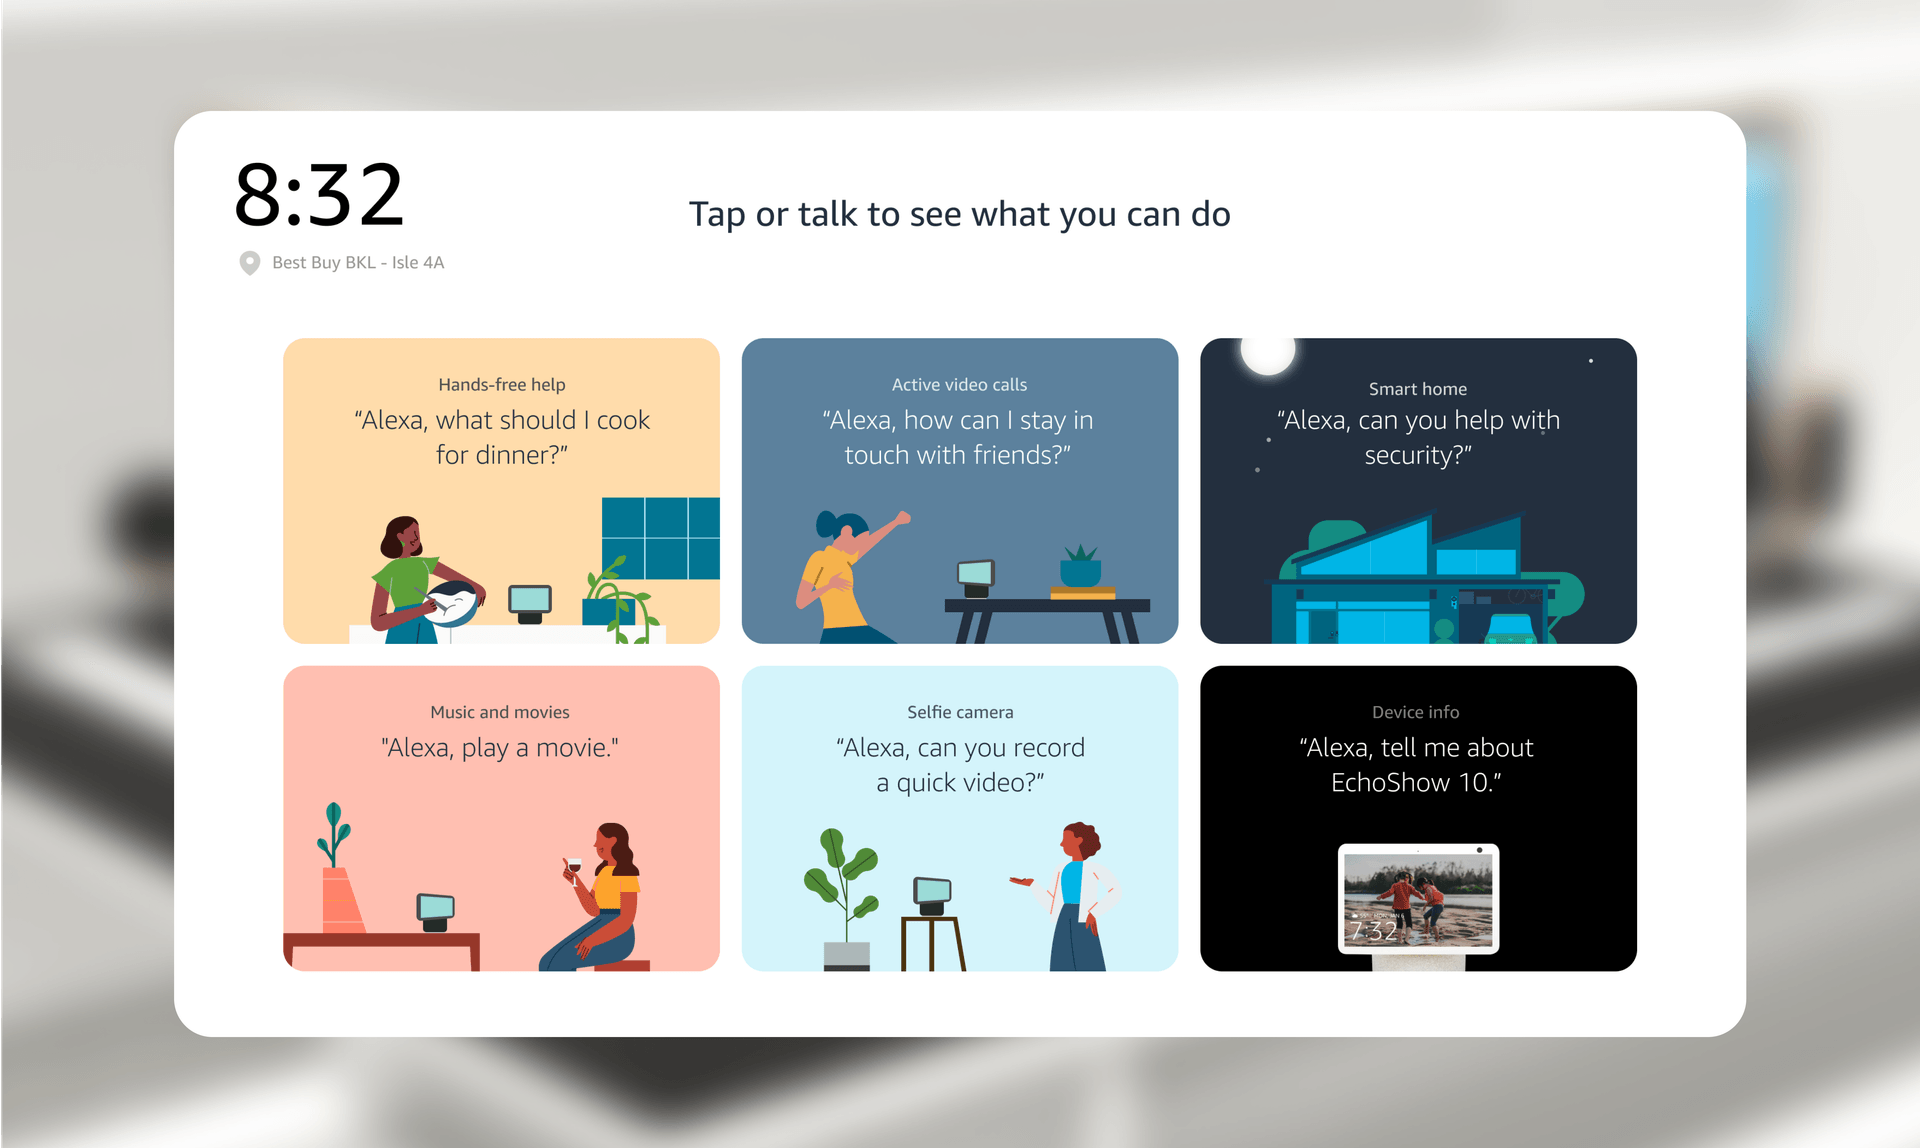 8:32
Best Buy BKL - Isle 4A
Tap or talk to see what you can do
Hands-free help
“Alexa, what should I cook
for dinner?”
Active video calls
“Alexa, how can I stay in
touch with friends?”
Smart home
“Alexa, can you help with
security?”
Music and movies
"Alexa, play a movie."
Selfie camera
“Alexa, can you record
a quick video?”
Device info
“Alexa, tell me about
EchoShow 10.”
7:32